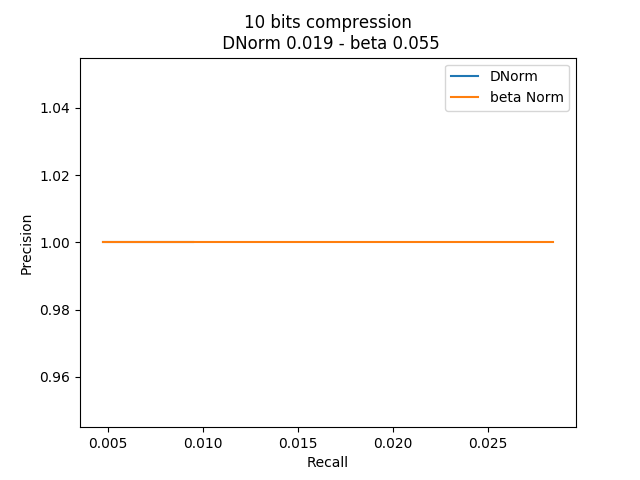 10 bits compression
DNorm 0.019 - beta 0.055
DNorm
beta Norm
1.04
1.02
1.00
0.98
0.96
Precision
0.005
0.010
0.015
0.020
0.025
Recall